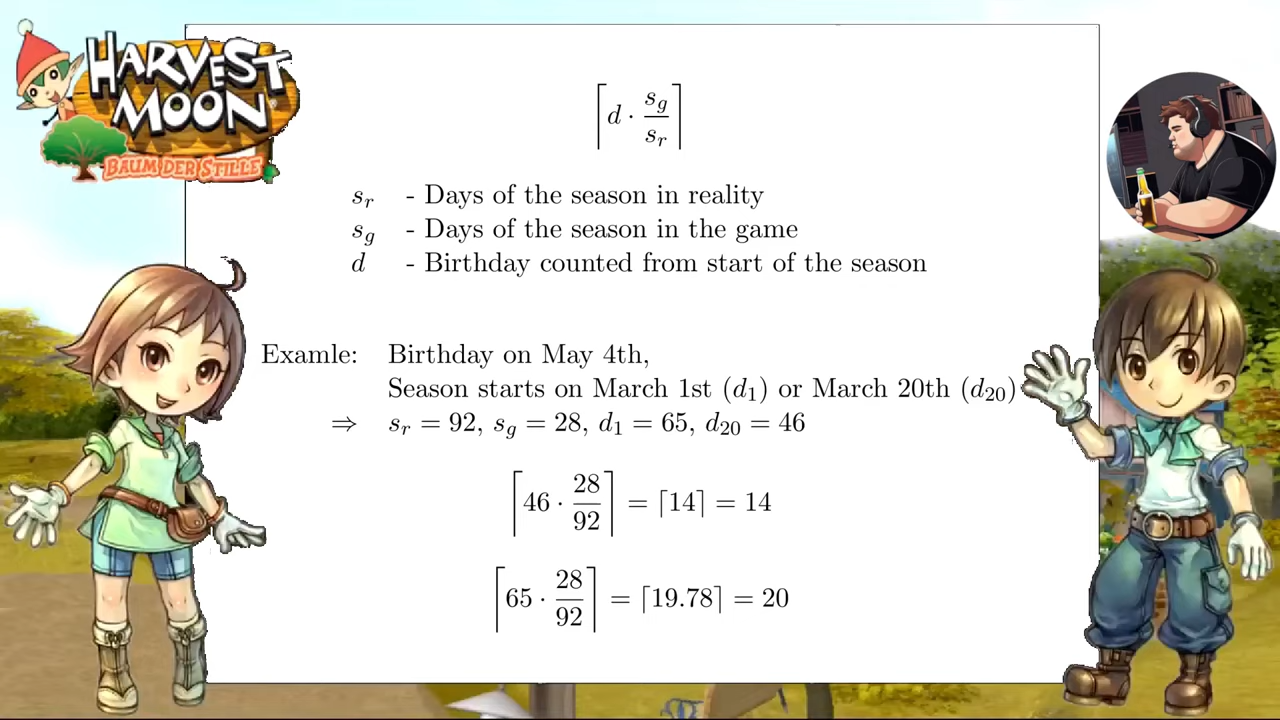 HARVEST
MOON
BAUM DER STILLE
⌈d · s_g/s_r⌉
s_r - Days of the season in reality
s_g - Days of the season in the game
d - Birthday counted from start of the season
Examle: Birthday on May 4th,
Season starts on March 1st (d_1) or March 20th (d_20)
⇒ s_r = 92, s_g = 28, d_1 = 65, d_20 = 46
⌈46 · 28/92⌉ = ⌈14⌉ = 14
⌈65 · 28/92⌉ = ⌈19.78⌉ = 20